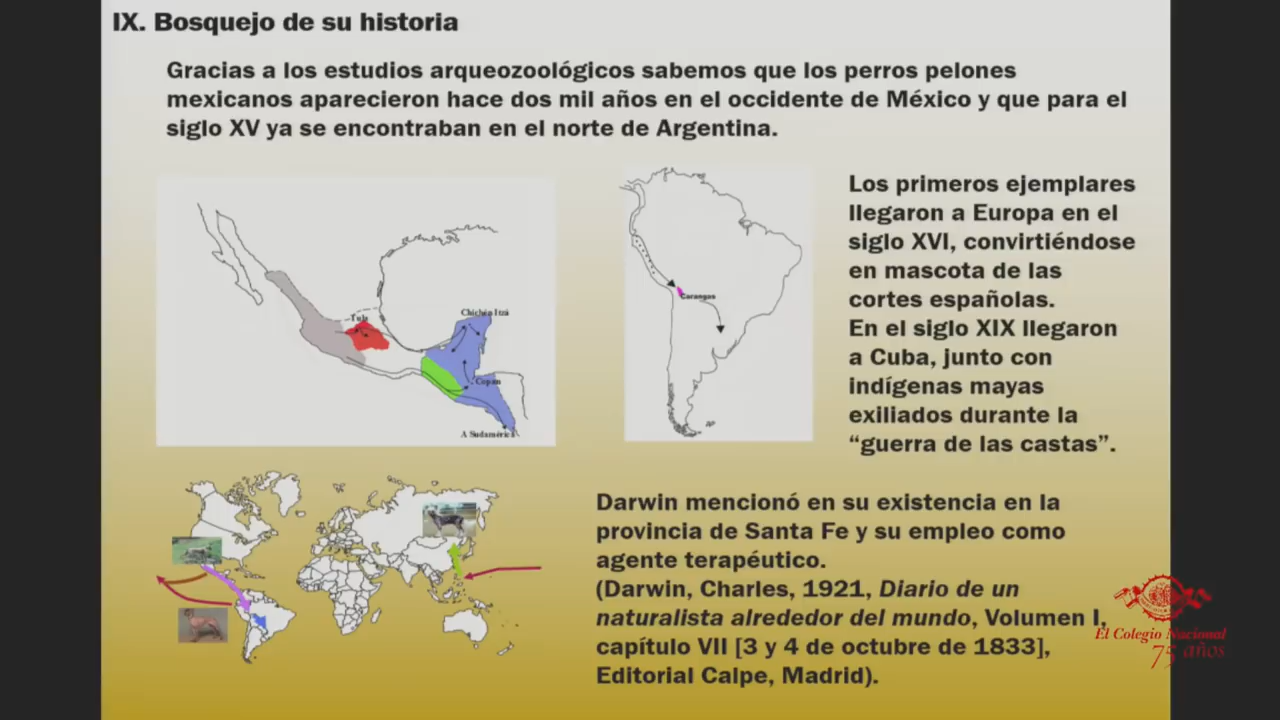 IX. Bosquejo de su historia
Gracias a los estudios arqueozoológicos sabemos que los perros pelones
mexicanos aparecieron hace dos mil años en el occidente de México y que para el
siglo XV ya se encontraban en el norte de Argentina.
Tula
Chichén Itzá
Copán
A Sudamérica
Carangas
Los primeros ejemplares
llegaron a Europa en el
siglo XVI, convirtiéndose
en mascota de las
cortes españolas.
En el siglo XIX llegaron
a Cuba, junto con
indígenas mayas
exiliados durante la
“guerra de las castas”.
Darwin mencionó en su existencia en la
provincia de Santa Fe y su empleo como
agente terapéutico.
(Darwin, Charles, 1921, Diario de un
naturalista alrededor del mundo, Volumen I,
capítulo VII [3 y 4 de octubre de 1833],
Editorial Calpe, Madrid).
El Colegio Nacional
75 años